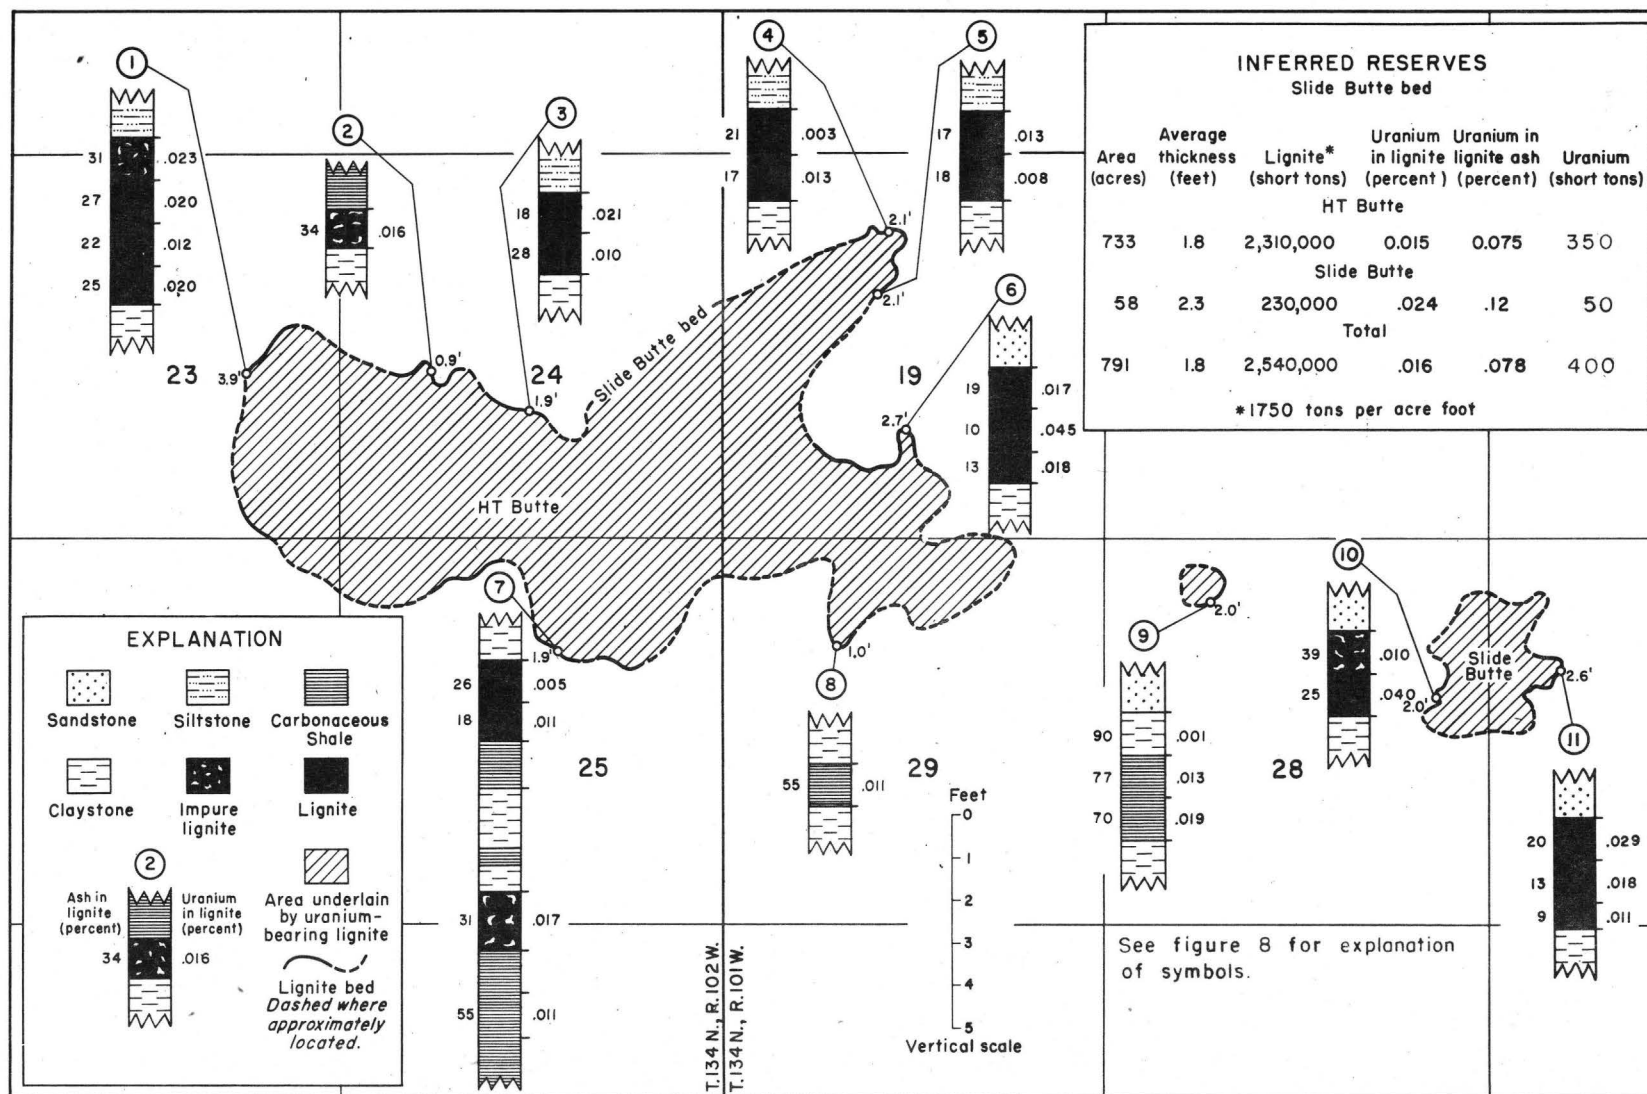 1
31 .023
27 .020
22 .012
25 .020
2
34 .016
3
18 .021
28 .010
4
21 .003
17 .013
5
17 .013
18 .008
6
19 .017
10 .045
13 .018
INFERRED RESERVES
Slide Butte bed
Area (acres) Average thickness (feet) Lignite* (short tons) Uranium in lignite (percent) Uranium in lignite ash (percent) Uranium (short tons)
HT Butte
733 1.8 2,310,000 0.015 0.075 350
Slide Butte
58 2.3 230,000 .024 .12 50
Total
791 1.8 2,540,000 .016 .078 400
*1750 tons per acre foot
23
3.9'
0.9'
24
1.9'
Slide Butte bed
2.1'
2.1'
19
2.7'
HT Butte
7
1.9'
26 .005
18 .011
31 .017
55 .011
25
1.0'
8
55 .011
29
2.0'
9
90 .001
77 .013
70 .019
28
10
39 .010
25 .040
2.0'
Slide
Butte
2.6'
11
20 .029
13 .018
9 .011
EXPLANATION
Sandstone Siltstone Carbonaceous
Shale
Claystone Impure
lignite Lignite
2
Ash in
lignite
(percent)
Uranium
in lignite
(percent)
34 .016
Area underlain
by uranium-
bearing lignite
Lignite bed
Dashed where
approximately
located.
T.134 N., R.102W.
T.134 N., R.101W.
Feet
0
1
2
3
4
5
Vertical scale
See figure 8 for explanation
of symbols.